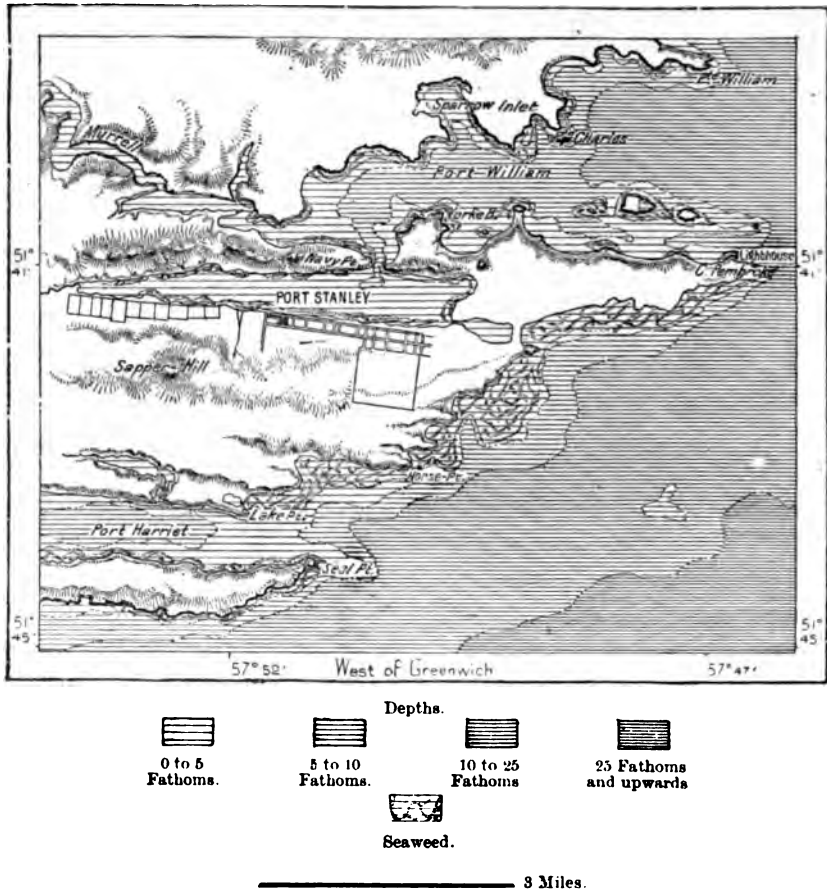 Pt. William
Sparrow Inlet
Charles
Murrell
Port William
Yorke B.
51°
41'
Navy Pt.
Lighthouse
51°
41'
C. Pembroke
PORT STANLEY
Sapper Hill
Horse Pt.
Lake Pt.
Port Harriet
Seal Pt.
51°
45'
51°
45
57° 52' West of Greenwich 57° 47'
Depths.
0 to 5 5 to 10 10 to 25 25 Fathoms
Fathoms. Fathoms. Fathoms and upwards
Seaweed.
3 Miles.